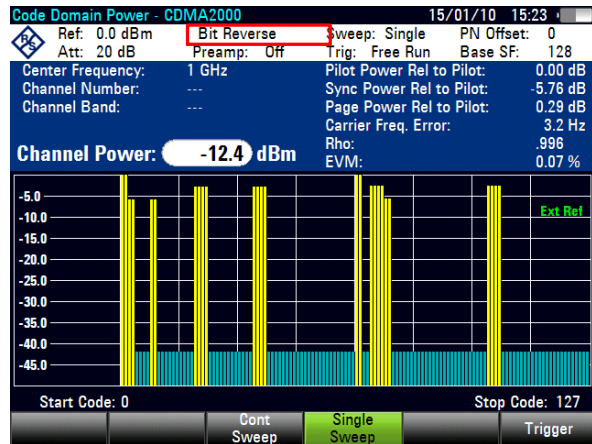 Code Domain Power - CDMA2000 15/01/10 15:23
Ref: 0.0 dBm Bit Reverse Sweep: Single PN Offset: 0
Att: 20 dB Preamp: Off Trig: Free Run Base SF: 128
Center Frequency: 1 GHz Pilot Power Rel to Pilot: 0.00 dB
Channel Number: --- Sync Power Rel to Pilot: -5.76 dB
Channel Band: --- Page Power Rel to Pilot: 0.29 dB
Carrier Freq. Error: 3.2 Hz
Rho: .996
Channel Power: -12.4 dBm EVM: 0.07 %
-5.0
Ext Ref
-10.0
-15.0
-20.0
-25.0
-30.0
-35.0
-40.0
-45.0
Start Code: 0 Stop Code: 127
Cont Sweep Single Sweep Trigger